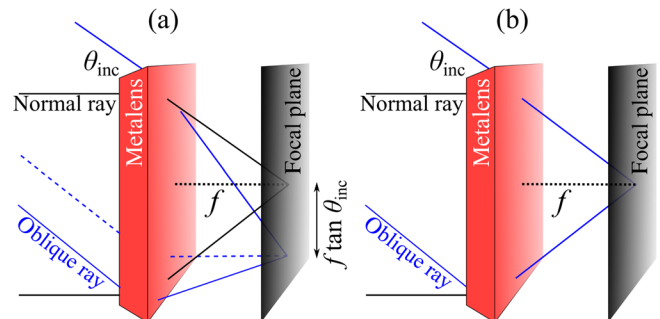 (a)
θinc
Normal ray
Metalens
Oblique ray
f
Focal plane
f tan θinc
(b)
θinc
Normal ray
Metalens
Oblique ray
f
Focal plane